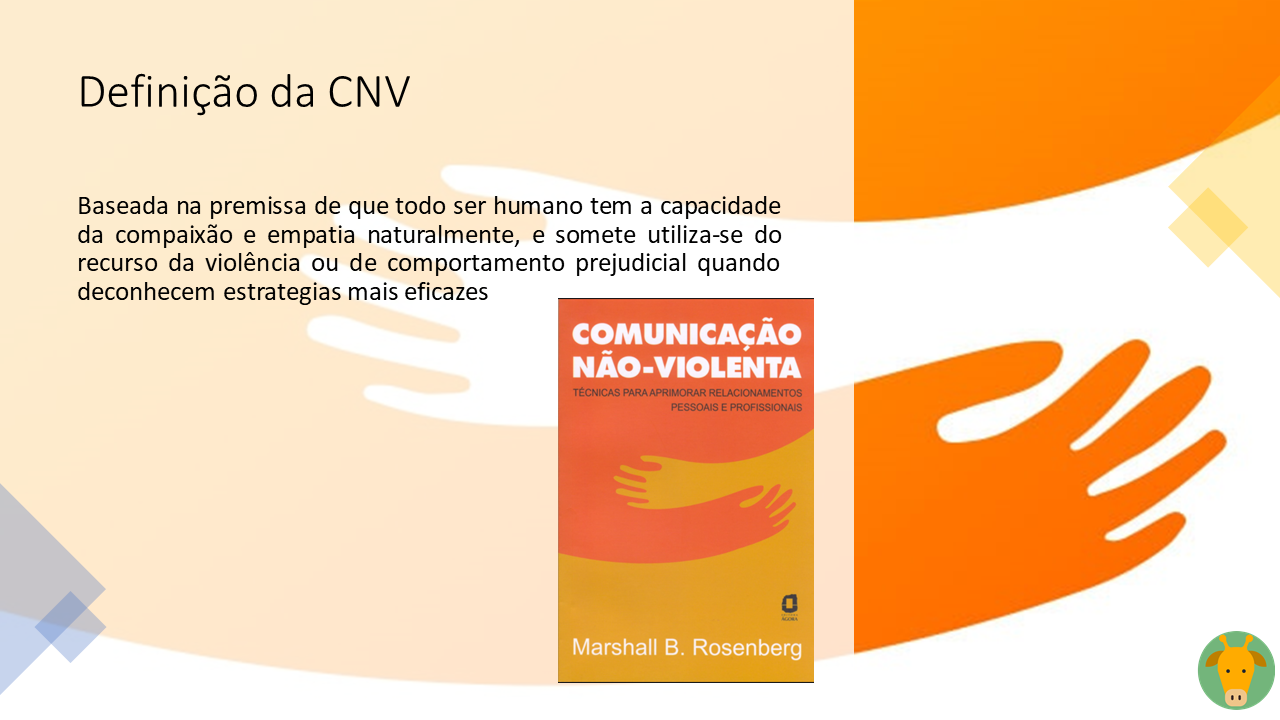 Definição da CNV
Baseada na premissa de que todo ser humano tem a capacidade
da compaixão e empatia naturalmente, e somete utiliza-se do
recurso da violência ou de comportamento prejudicial quando
deconhecem estrategias mais eficazes
COMUNICAÇÃO
NÃO-VIOLENTA
TÉCNICAS PARA APRIMORAR RELACIONAMENTOS
PESSOAIS E PROFISSIONAIS
ÁGORA
Marshall B. Rosenberg